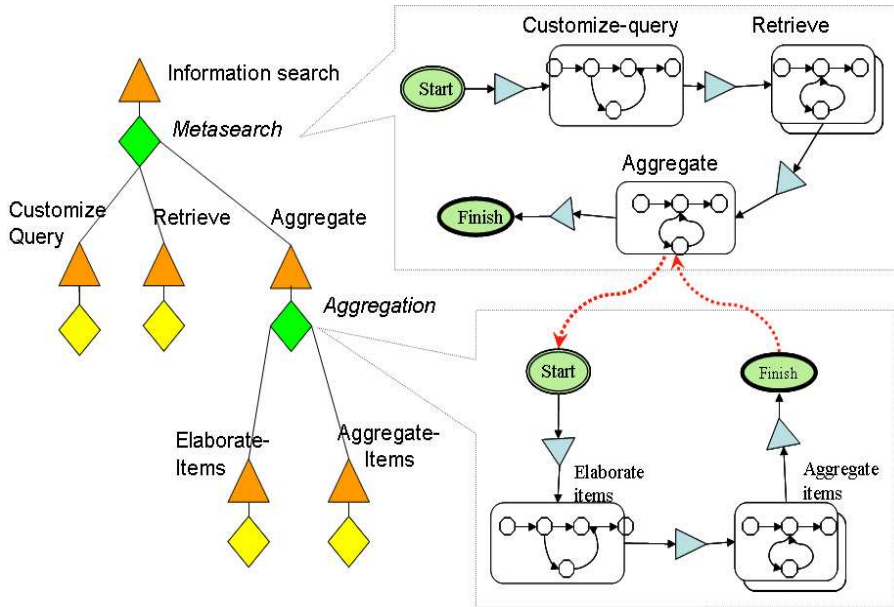 Information search
Metasearch
Customize
Query
Retrieve
Aggregate
Aggregation
Elaborate-
Items
Aggregate-
Items
Customize-query
Retrieve
Start
Aggregate
Finish
Start
Finish
Elaborate
items
Aggregate
items